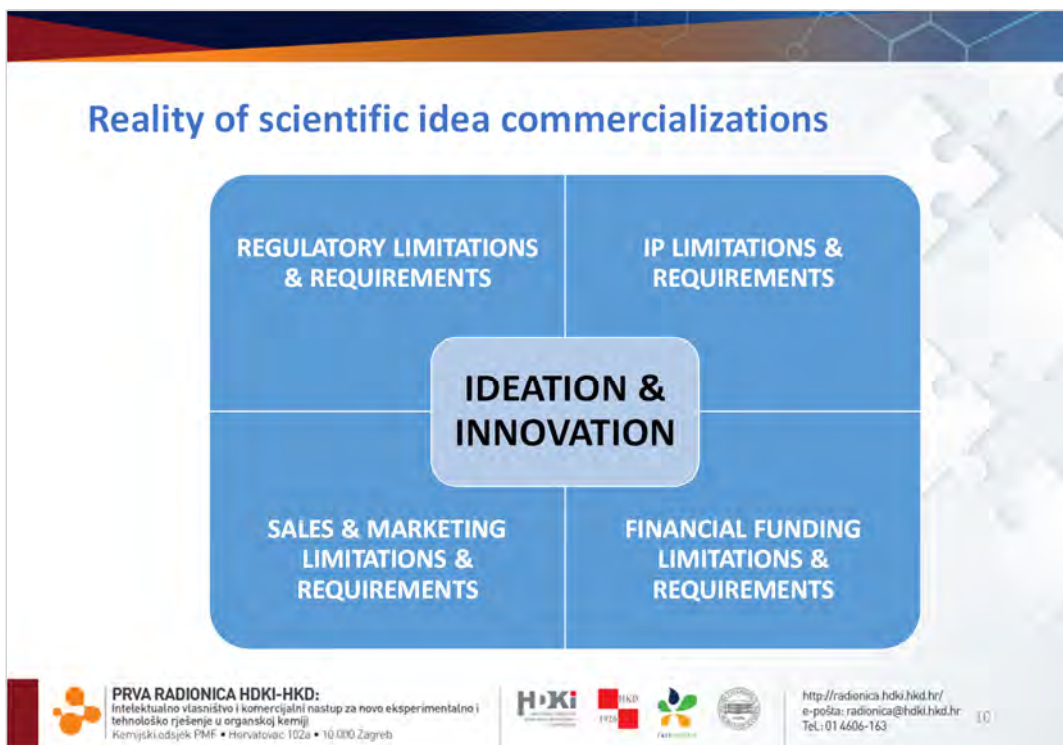 Reality of scientific idea commercializations
REGULATORY LIMITATIONS
& REQUIREMENTS
IP LIMITATIONS &
REQUIREMENTS
IDEATION &
INNOVATION
SALES & MARKETING
LIMITATIONS &
REQUIREMENTS
FINANCIAL FUNDING
LIMITATIONS &
REQUIREMENTS
PRVA RADIONICA HDKI-HKD:
Intelektualno vlasništvo i komercijalni nastup za novo eksperimentalno i
tehnološko rješenje u organskoj kemiji
Kemijski odsjek PMF • Horvatovac 102a • 10 000 Zagreb
HDKi
HKD
1926
http://radionica.hdki.hkd.hr/
e-pošta: radionica@hdki.hkd.hr
Tel.: 01 4606-163
10